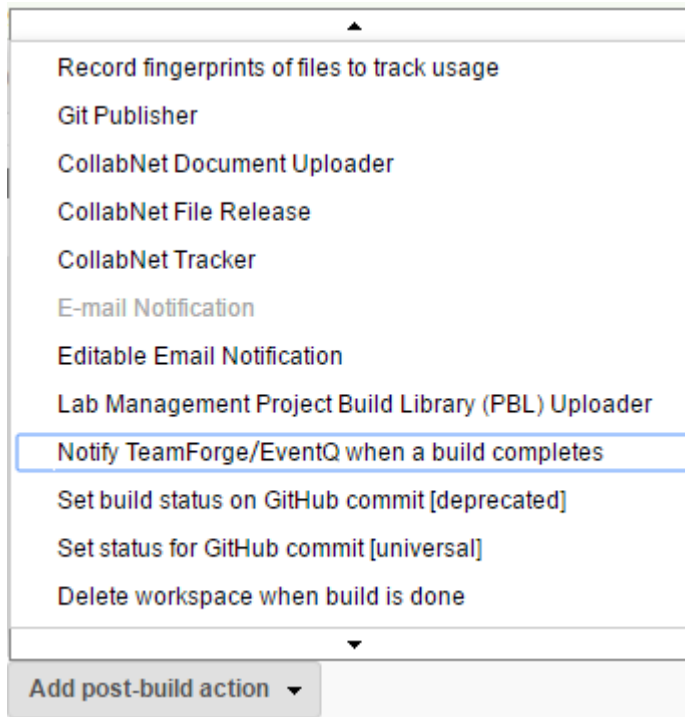 Record fingerprints of files to track usage
Git Publisher
CollabNet Document Uploader
CollabNet File Release
CollabNet Tracker
E-mail Notification
Editable Email Notification
Lab Management Project Build Library (PBL) Uploader
Notify TeamForge/EventQ when a build completes
Set build status on GitHub commit [deprecated]
Set status for GitHub commit [universal]
Delete workspace when build is done
Add post-build action